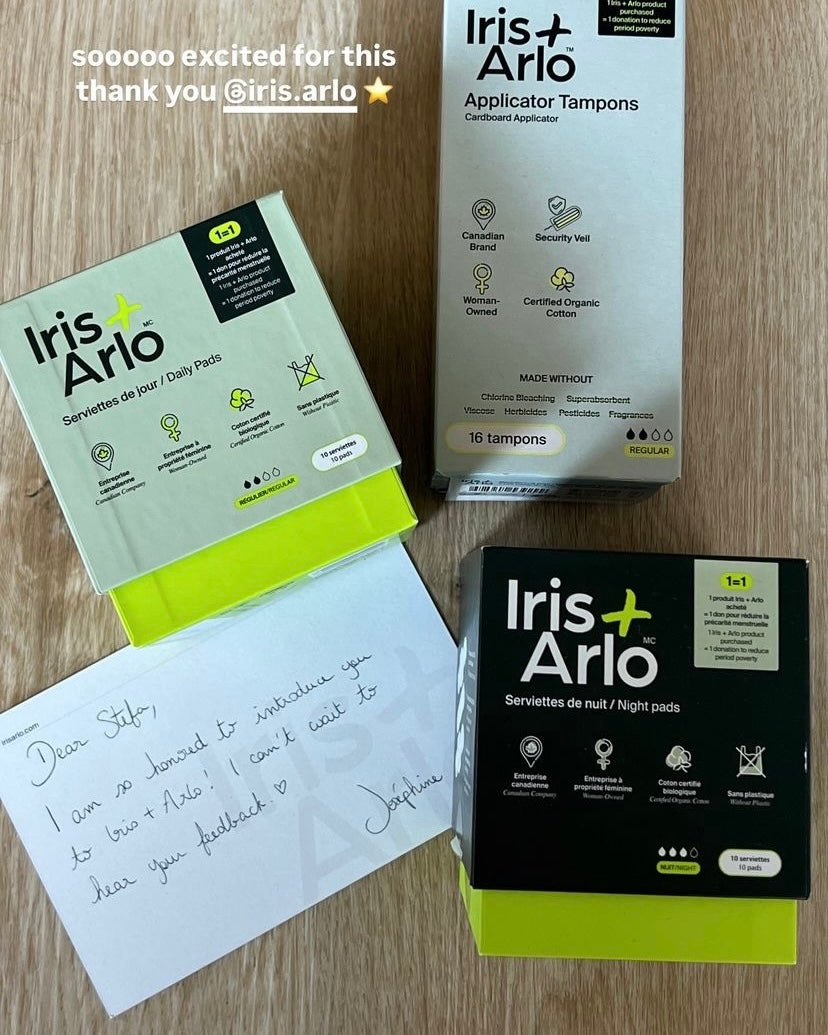 sooooo excited for this
thank you @iris.arlo ⭐
Iris+
Arlo™
1 Iris + Arlo product
purchased
= 1 donation to reduce
period poverty
Applicator Tampons
Cardboard Applicator
Canadian
Brand
Security Veil
Woman-
Owned
Certified Organic
Cotton
MADE WITHOUT
Chlorine Bleaching Superabsorbent
Viscose Herbicides Pesticides Fragrances
16 tampons
REGULAR
1=1
1 produit Iris + Arlo
acheté
= 1 don pour réduire la
précarité menstruelle
1 Iris + Arlo product
purchased
= 1 donation to reduce
period poverty
Iris+
Arlo MC
Serviettes de jour / Daily Pads
Entreprise
canadienne
Canadian Company
Entreprise à
propriété féminine
Woman-Owned
Coton certifié
biologique
Certified Organic Cotton
Sans plastique
Without Plastic
RÉGULIER/REGULAR
10 serviettes
10 pads
irisarlo.com
Dear Stefa,
I am so honored to introduce you
to Iris + Arlo! I can't wait to
hear your feedback. ♡
Josephine
Iris+
Arlo MC
1=1
1 produit Iris + Arlo
acheté
= 1 don pour réduire la
précarité menstruelle
1 Iris + Arlo product
purchased
= 1 donation to reduce
period poverty
Serviettes de nuit / Night pads
Entreprise
canadienne
Canadian Company
Entreprise à
propriété féminine
Woman-Owned
Coton certifié
biologique
Certified Organic Cotton
Sans plastique
Without Plastic
NUIT/NIGHT
10 serviettes
10 pads